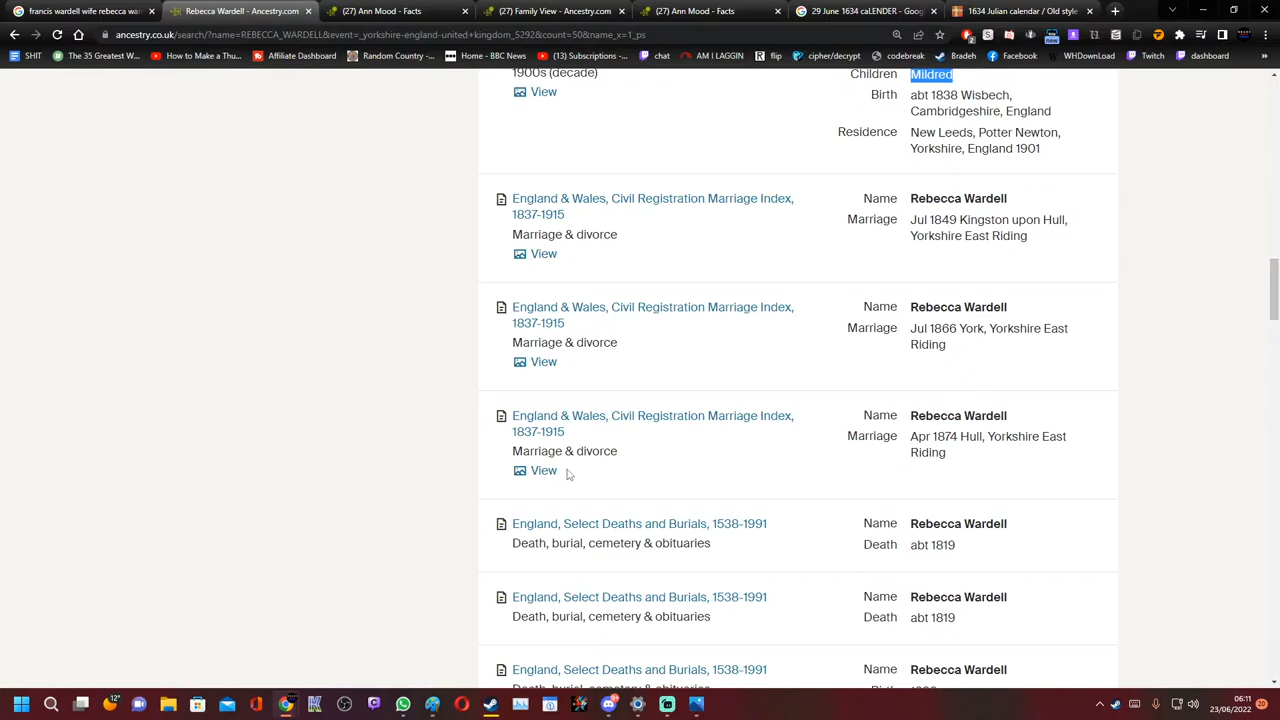 francis wardell wife rebecca war
Rebecca Wardell - Ancestry.com
(27) Ann Mood - Facts
(27) Family View - Ancestry.com
(27) Ann Mood - Facts
29 June 1634 caLENDER - Goog
1634 Julian calendar / Old style
ancestry.co.uk/search/?name=REBECCA_WARDELL&event=_yorkshire-england-united+kingdom_5292&count=50&name_x=1_ps
SHIT
The 35 Greatest W...
How to Make a Thu...
Affiliate Dashboard
Random Country -...
Home - BBC News
(13) Subscriptions -...
chat
AM I LAGGIN
flip
cipher/decrypt
codebreak
Bradeh
Facebook
WHDownLoad
Twitch
dashboard
»
1900s (decade)
View
Children Mildred
Birth abt 1838 Wisbech,
Cambridgeshire, England
Residence New Leeds, Potter Newton,
Yorkshire, England 1901
England & Wales, Civil Registration Marriage Index,
1837-1915
Marriage & divorce
View
Name Rebecca Wardell
Marriage Jul 1849 Kingston upon Hull,
Yorkshire East Riding
England & Wales, Civil Registration Marriage Index,
1837-1915
Marriage & divorce
View
Name Rebecca Wardell
Marriage Jul 1866 York, Yorkshire East
Riding
England & Wales, Civil Registration Marriage Index,
1837-1915
Marriage & divorce
View
Name Rebecca Wardell
Marriage Apr 1874 Hull, Yorkshire East
Riding
England, Select Deaths and Burials, 1538-1991
Death, burial, cemetery & obituaries
Name Rebecca Wardell
Death abt 1819
England, Select Deaths and Burials, 1538-1991
Death, burial, cemetery & obituaries
Name Rebecca Wardell
Death abt 1819
England, Select Deaths and Burials, 1538-1991
Name Rebecca Wardell
12°
06:11
23/06/2022